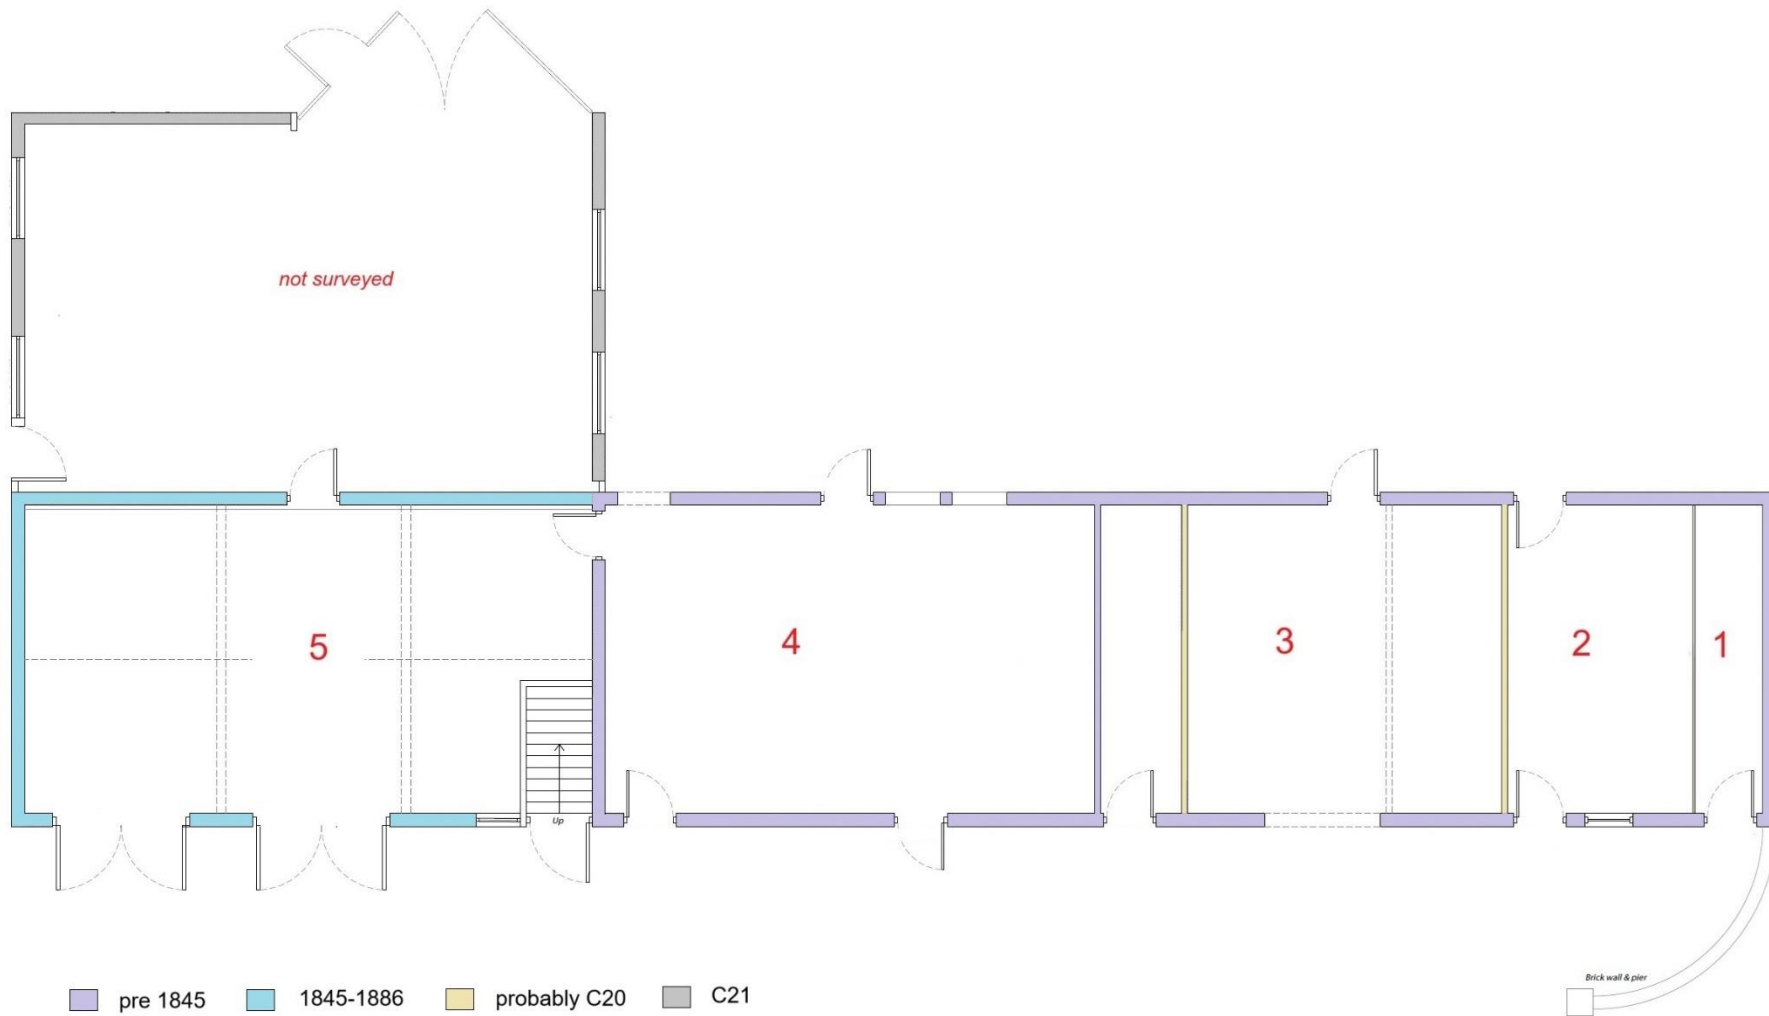 not surveyed
5
4
3
2
1
Up
Brick wall & pier
pre 1845
1845-1886
probably C20
C21